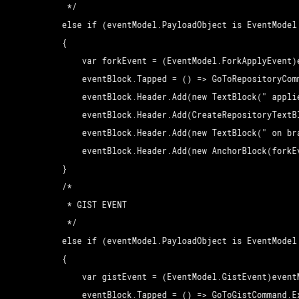 */
else if (eventModel.PayloadObject is EventModel
{
var forkEvent = (EventModel.ForkApplyEvent)e
eventBlock.Tapped = () => GoToRepositoryComm
eventBlock.Header.Add(new TextBlock(" applie
eventBlock.Header.Add(CreateRepositoryTextBl
eventBlock.Header.Add(new TextBlock(" on bra
eventBlock.Header.Add(new AnchorBlock(forkEv
}
/*
* GIST EVENT
*/
else if (eventModel.PayloadObject is EventModel
{
var gistEvent = (EventModel.GistEvent)eventM
eventBlock.Tapped = () => GoToGistCommand.Ex